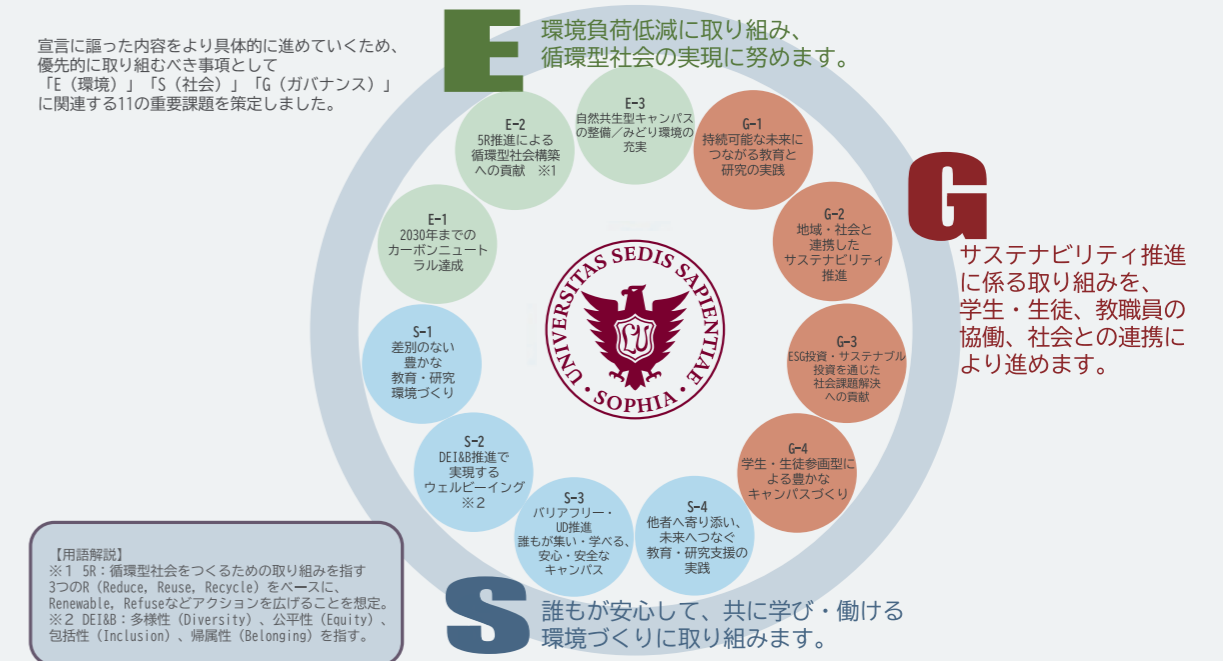 宣言に謳った内容をより具体的に進めていくため、
優先的に取り組むべき事項として
「E（環境）」「S（社会）」「G（ガバナンス）」
に関連する11の重要課題を策定しました。
E
環境負荷低減に取り組み、
循環型社会の実現に努めます。
E-1
2030年までの
カーボンニュート
ラル達成
E-2
5R推進による
循環型社会構築
への貢献　※1
E-3
自然共生型キャンパス
の整備／みどり環境の
充実
G
サステナビリティ推進
に係る取り組みを、
学生・生徒、教職員の
協働、社会との連携に
より進めます。
G-1
持続可能な未来に
つながる教育と
研究の実践
G-2
地域・社会と
連携した
サステナビリティ
推進
G-3
ESG投資・サステナブル
投資を通じた
社会課題解決
への貢献
G-4
学生・生徒参画型に
よる豊かな
キャンパスづくり
S-1
差別のない
豊かな
教育・研究
環境づくり
S-2
DEI&B推進で
実現する
ウェルビーイング
※２
S-3
バリアフリー・
UD推進
誰もが集い・学べる、
安心・安全な
キャンパス
S-4
他者へ寄り添い、
未来へつなぐ
教育・研究支援の
実践
S
誰もが安心して、共に学び・働ける
環境づくりに取り組みます。
UNIVERSITAS SEDIS SAPIENTIAE
SOPHIA
LU
【用語解説】
※１ 5R：循環型社会をつくるための取り組みを指す
3つのR（Reduce, Reuse, Recycle）をベースに、
Renewable, Refuseなどアクションを広げることを想定。
※２ DEI&B：多様性（Diversity）、公平性（Equity）、
包括性（Inclusion）、帰属性（Belonging）を指す。